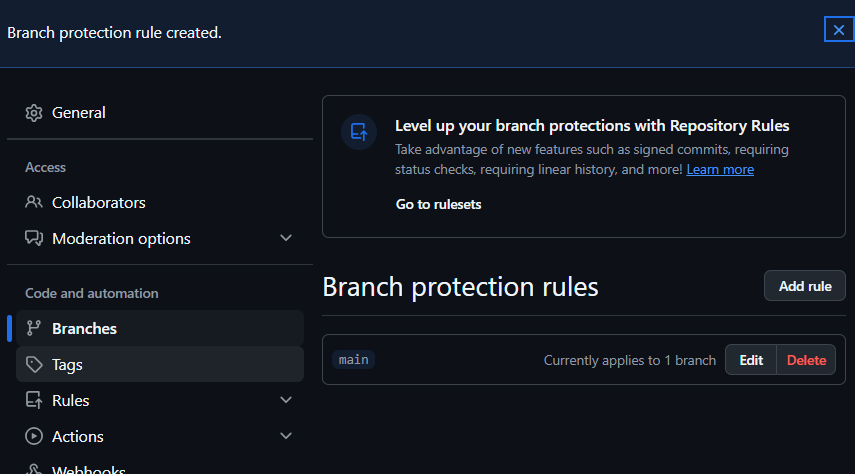 Branch protection rule created.
General
Access
Collaborators
Moderation options
Code and automation
Branches
Tags
Rules
Actions
Webhooks
Level up your branch protections with Repository Rules
Take advantage of new features such as signed commits, requiring
status checks, requiring linear history, and more! Learn more
Go to rulesets
Branch protection rules
Add rule
main
Currently applies to 1 branch
Edit
Delete